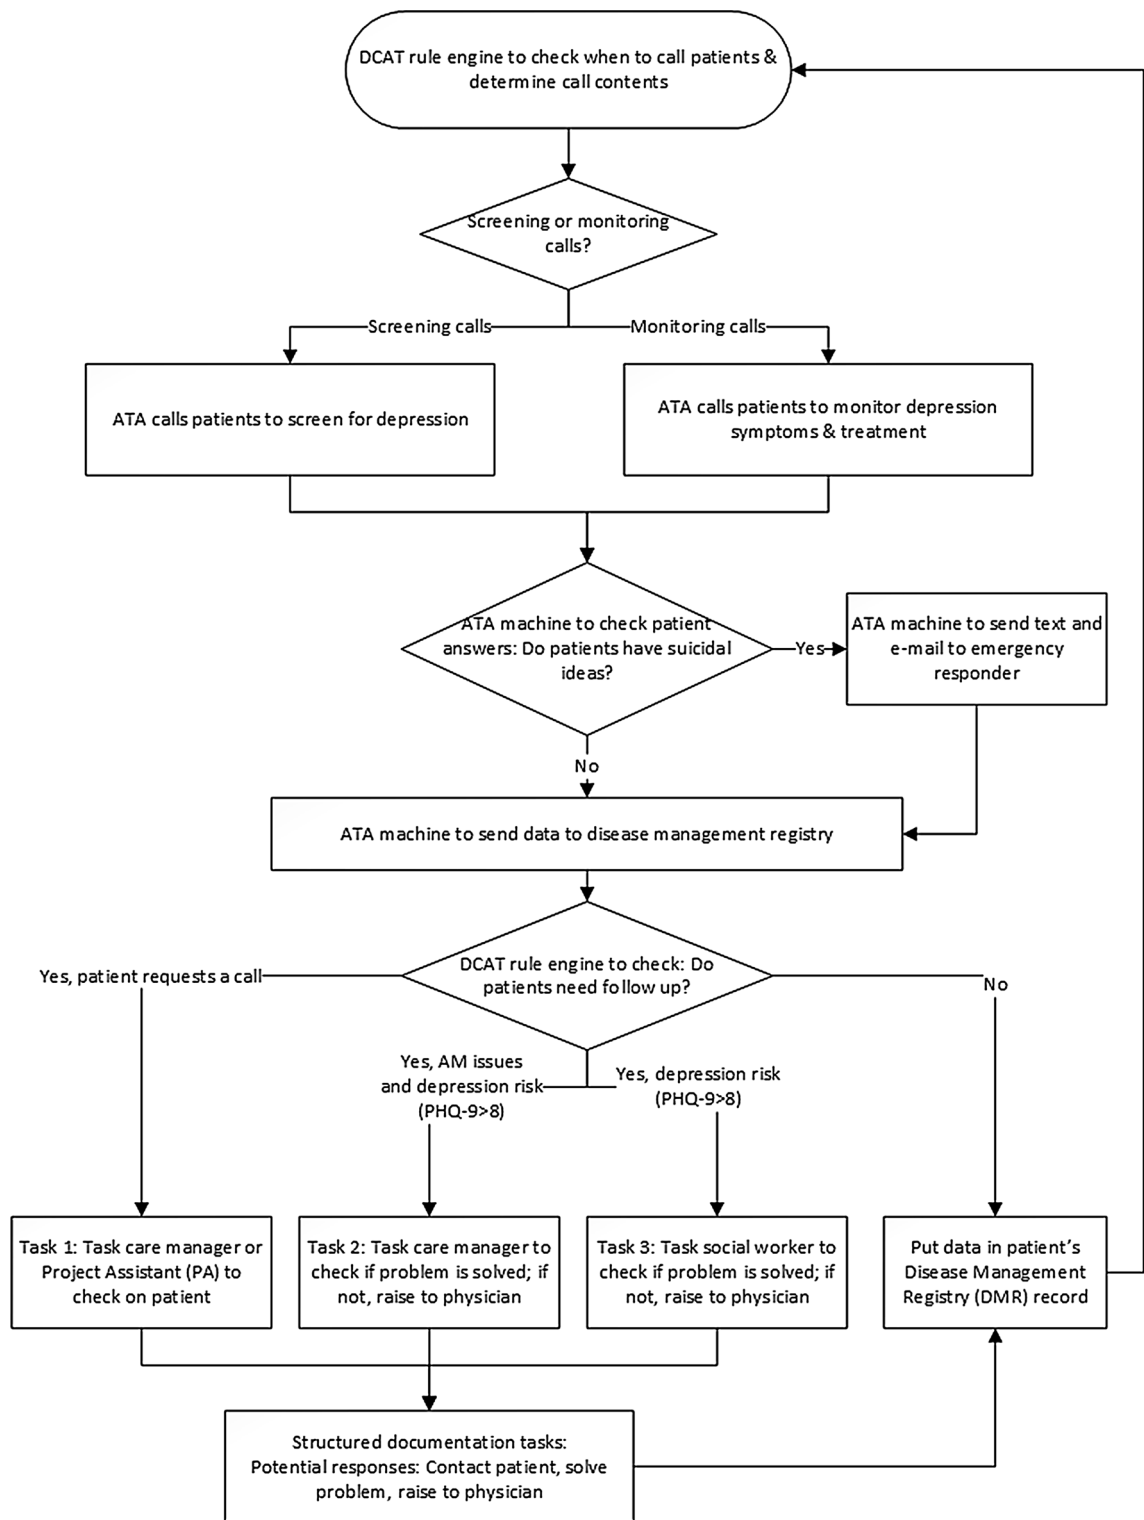 DCAT rule engine to check when to call patients &
determine call contents
Screening or monitoring
calls?
Screening calls
Monitoring calls
ATA calls patients to screen for depression
ATA calls patients to monitor depression
symptoms & treatment
ATA machine to check patient
answers: Do patients have suicidal
ideas?
Yes
ATA machine to send text and
e-mail to emergency
responder
No
ATA machine to send data to disease management registry
DCAT rule engine to check: Do
patients need follow up?
Yes, patient requests a call
No
Yes, AM issues
and depression risk
(PHQ-9>8)
Yes, depression risk
(PHQ-9>8)
Task 1: Task care manager or
Project Assistant (PA) to
check on patient
Task 2: Task care manager to
check if problem is solved; if
not, raise to physician
Task 3: Task social worker to
check if problem is solved; if
not, raise to physician
Put data in patient’s
Disease Management
Registry (DMR) record
Structured documentation tasks:
Potential responses: Contact patient, solve
problem, raise to physician